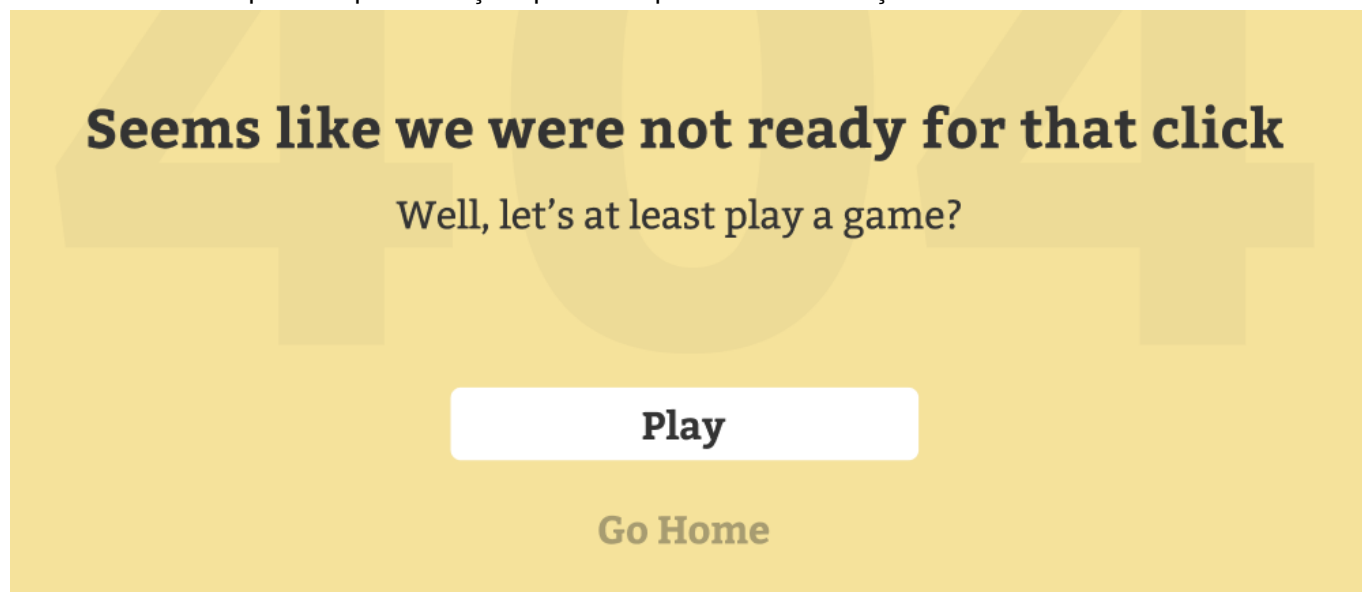 404
Seems like we were not ready for that click
Well, let’s at least play a game?
Play
Go Home